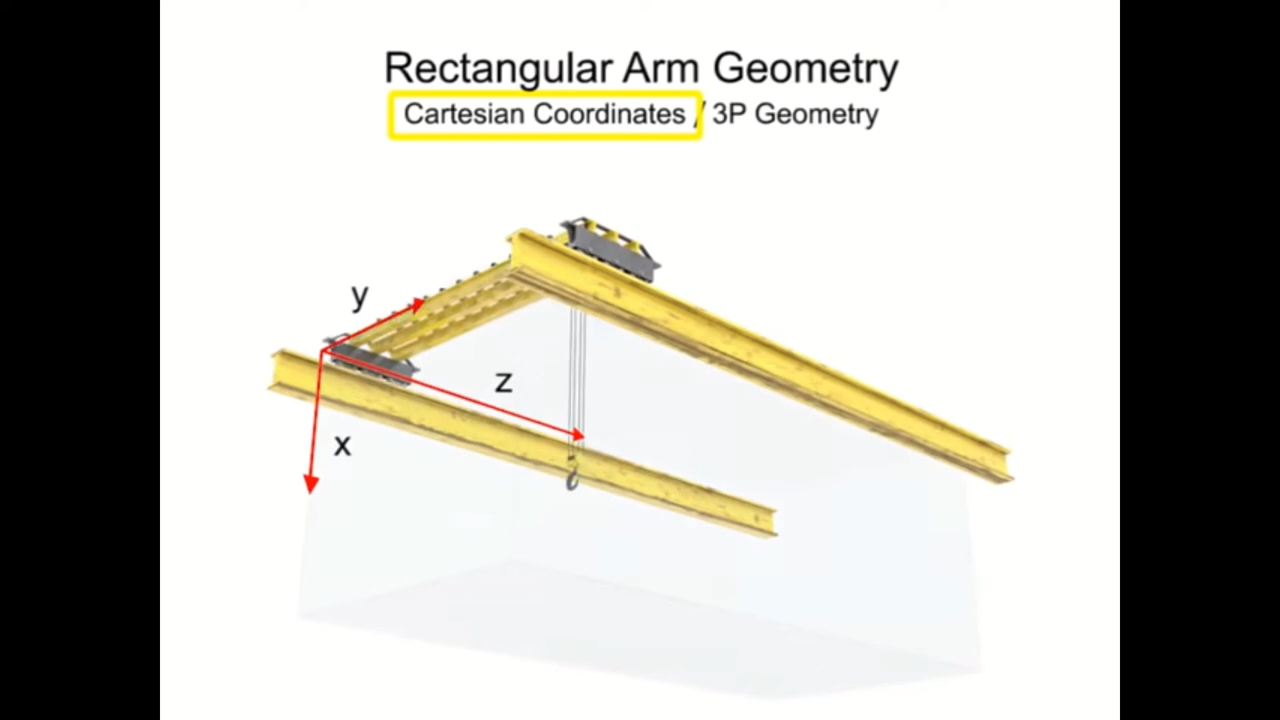 Rectangular Arm Geometry
Cartesian Coordinates / 3P Geometry
y
z
x